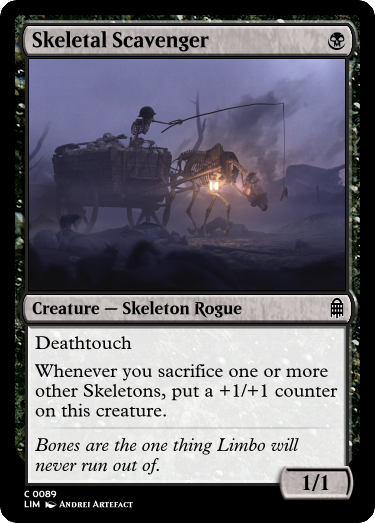 Skeletal Scavenger
Creature — Skeleton Rogue
Deathtouch
Whenever you sacrifice one or more
other Skeletons, put a +1/+1 counter
on this creature.
Bones are the one thing Limbo will
never run out of.
1/1
C 0089
LIM Andrei Artefact